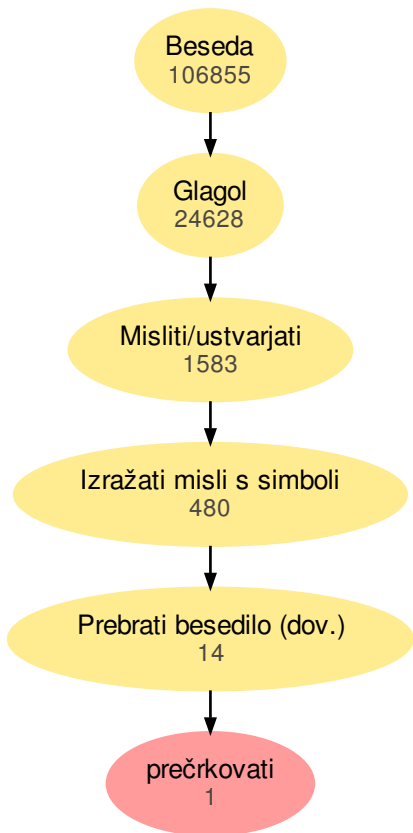 Beseda
106855
Glagol
24628
Misliti/ustvarjati
1583
Izražati misli s simboli
480
Prebrati besedilo (dov.)
14
prečrkovati
1